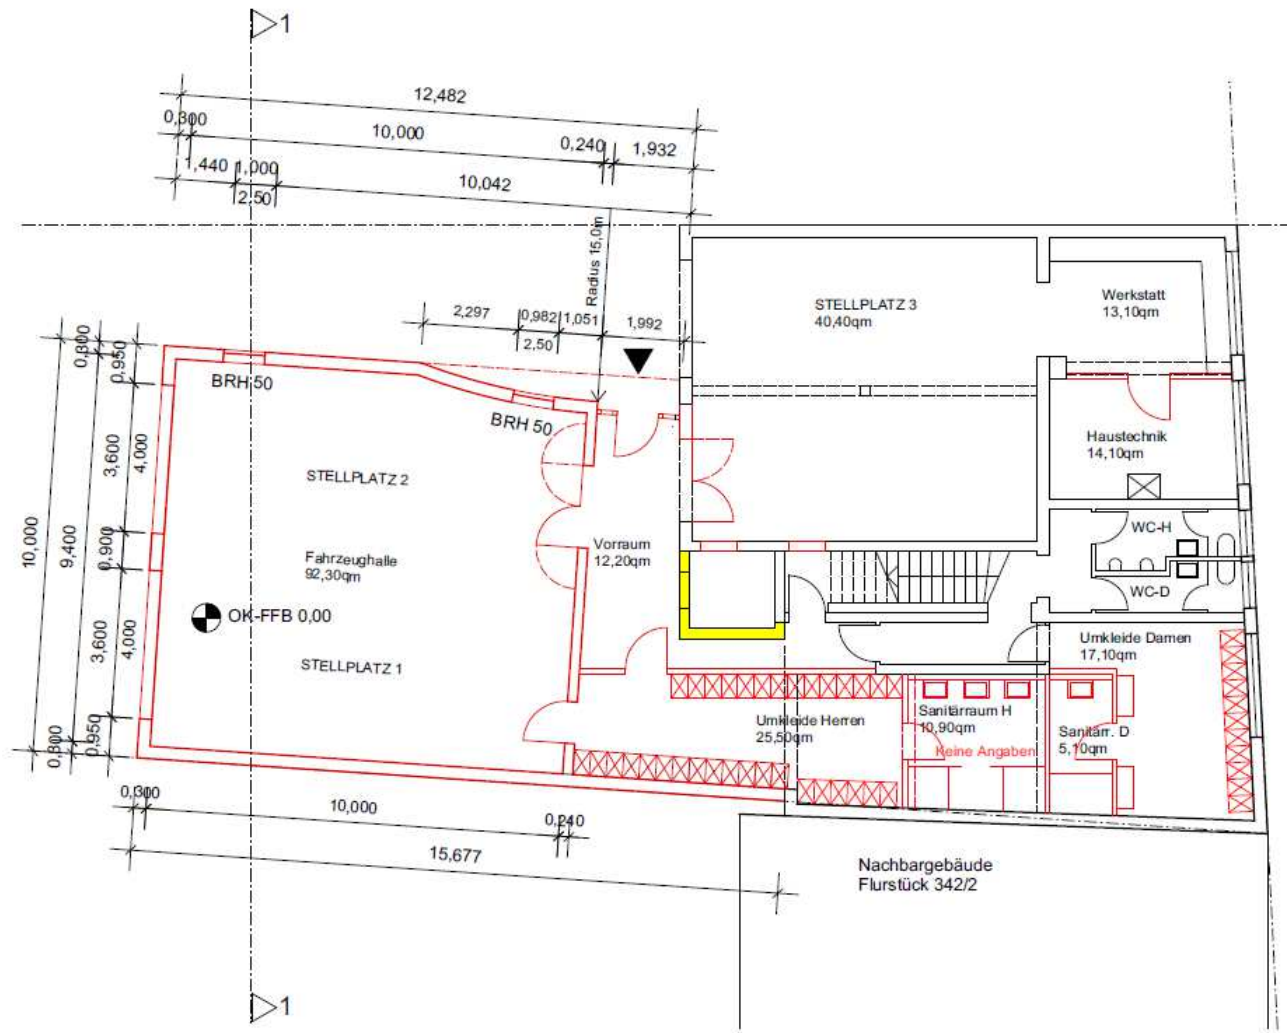 1
12,482
0,300
10,000
0,240
1,932
1,440
1,000
10,042
2,50
Radius 15,0m
2,297
0,982
1,051
1,992
2,50
STELLPLATZ 3
40,40qm
Werkstatt
13,10qm
0,300
0,950
BRH 50
BRH 50
3,600
4,000
Haustechnik
14,10qm
STELLPLATZ 2
10,000
9,400
0,900
Fahrzeughalle
92,30qm
Vorraum
12,20qm
WC-H
WC-D
OK-FFB 0,00
3,600
4,000
STELLPLATZ 1
Umkleide Damen
17,10qm
0,300
0,950
Umkleide Herren
25,50qm
Sanitärraum H
10,90qm
Keine Angaben
Sanitärr. D
5,10qm
0,300
10,000
0,240
15,677
Nachbargebäude
Flurstück 342/2
1